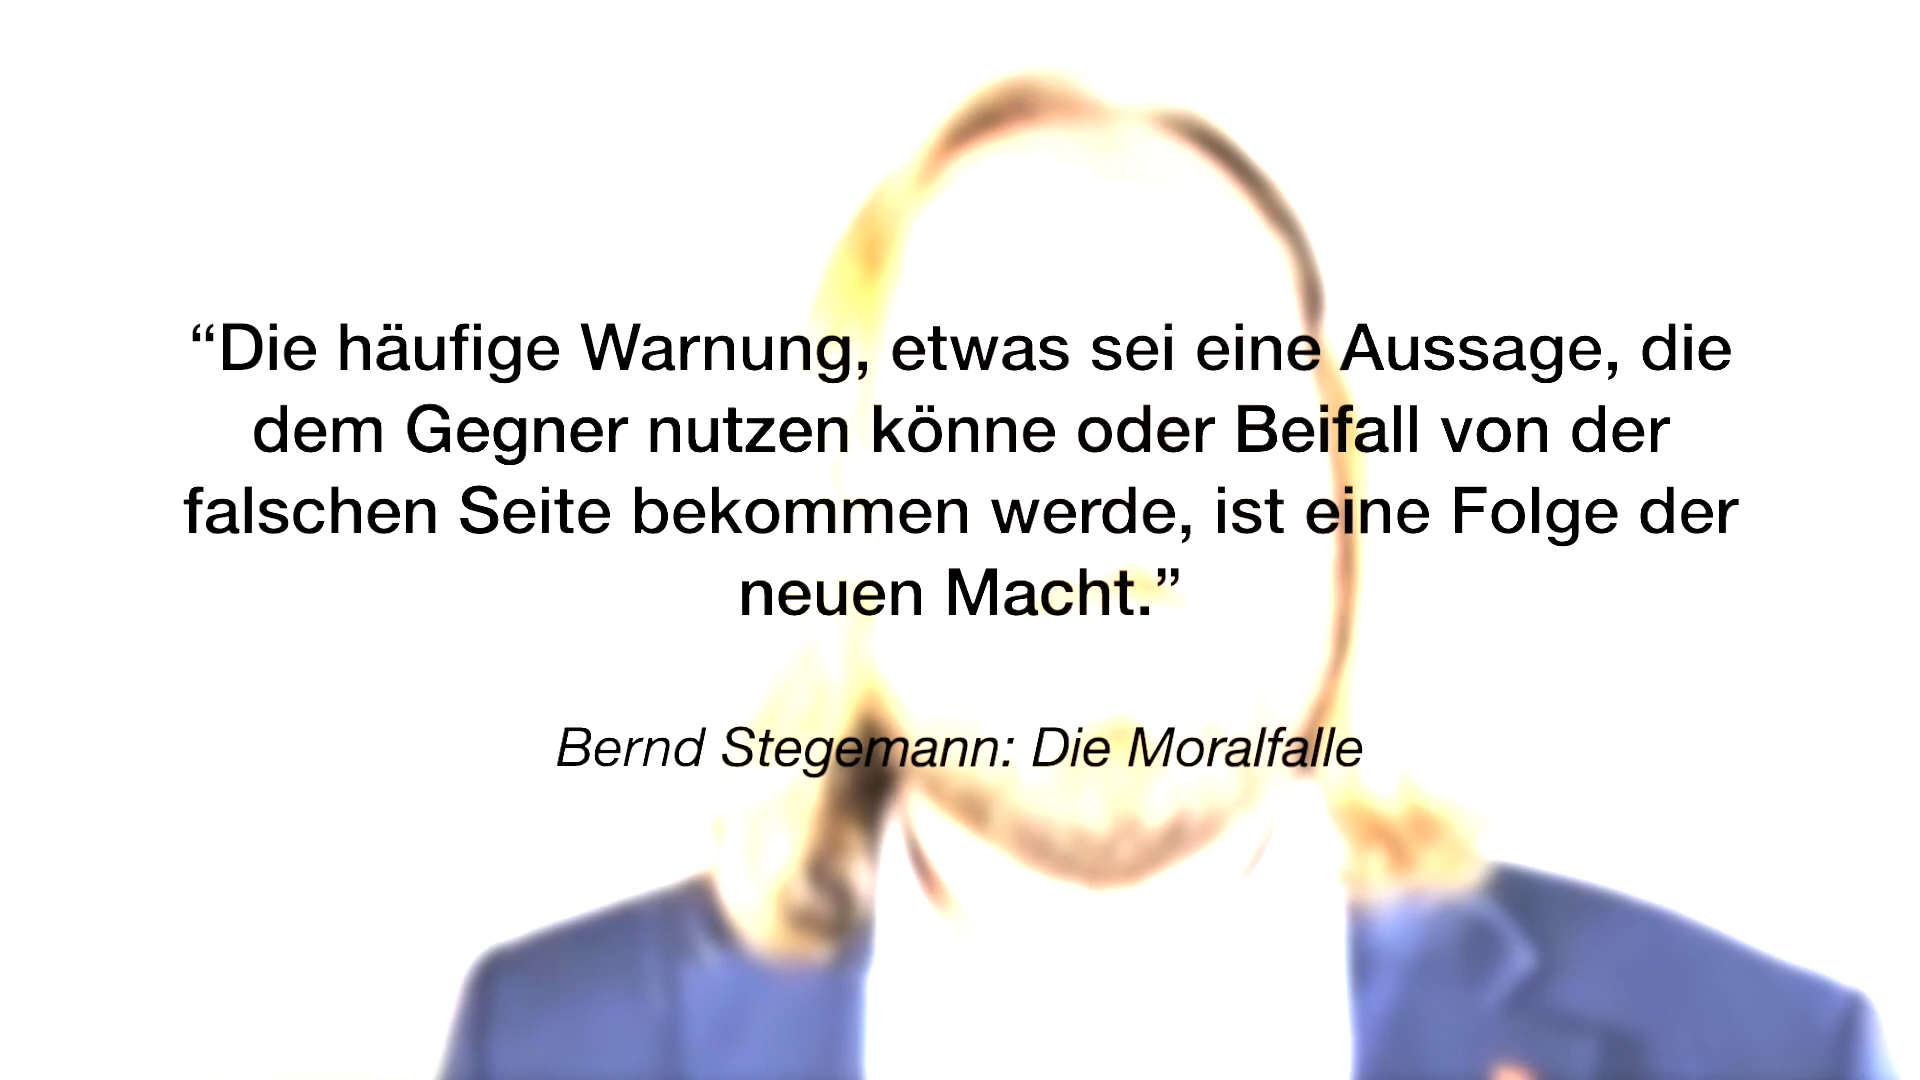 “Die häufige Warnung, etwas sei eine Aussage, die
dem Gegner nutzen könne oder Beifall von der
falschen Seite bekommen werde, ist eine Folge der
neuen Macht.”
Bernd Stegemann: Die Moralfalle